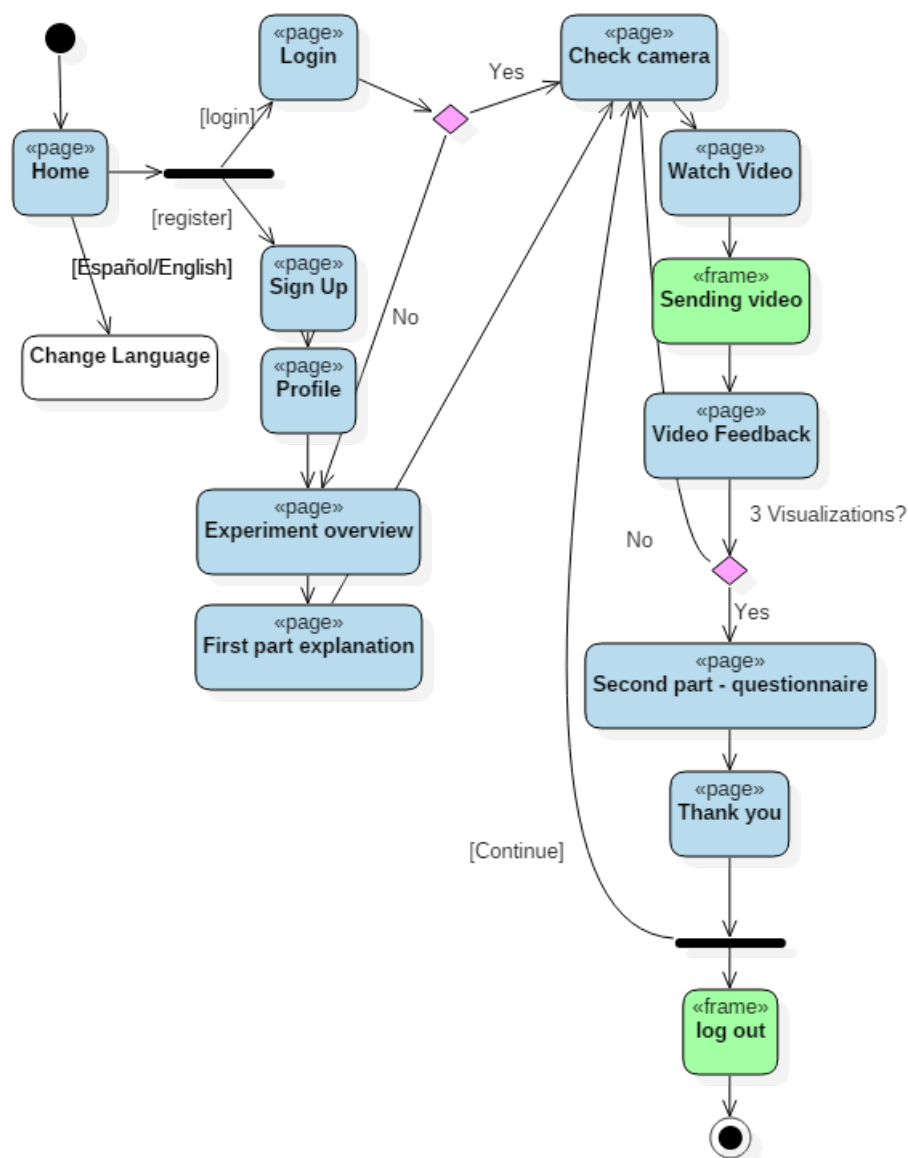 «page»
Login
Yes
«page»
Check camera
[login]
«page»
Home
«page»
Watch Video
[register]
«page»
Sign Up
[Español/English]
«frame»
Sending video
No
Change Language
«page»
Profile
«page»
Video Feedback
«page»
Experiment overview
3 Visualizations?
No
«page»
First part explanation
Yes
«page»
Second part - questionnaire
«page»
Thank you
[Continue]
«frame»
log out